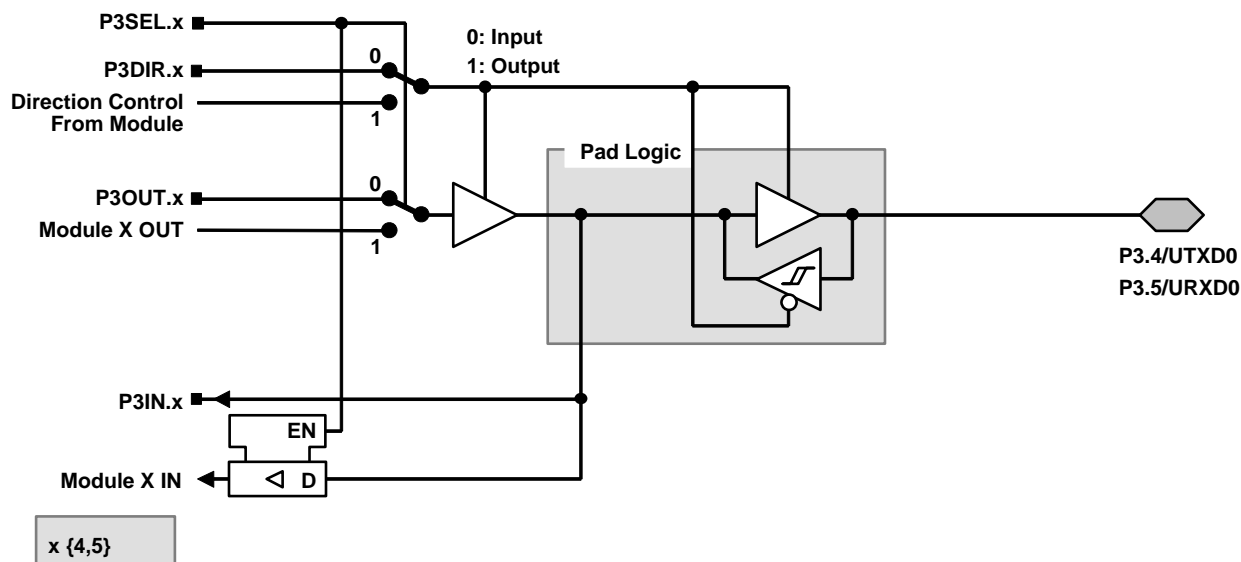 P3SEL.x
0: Input
1: Output
0
P3DIR.x
Direction Control
From Module
1
Pad Logic
0
P3OUT.x
Module X OUT
1
P3.4/UTXD0
P3.5/URXD0
P3IN.x
EN
Module X IN
D
x {4,5}